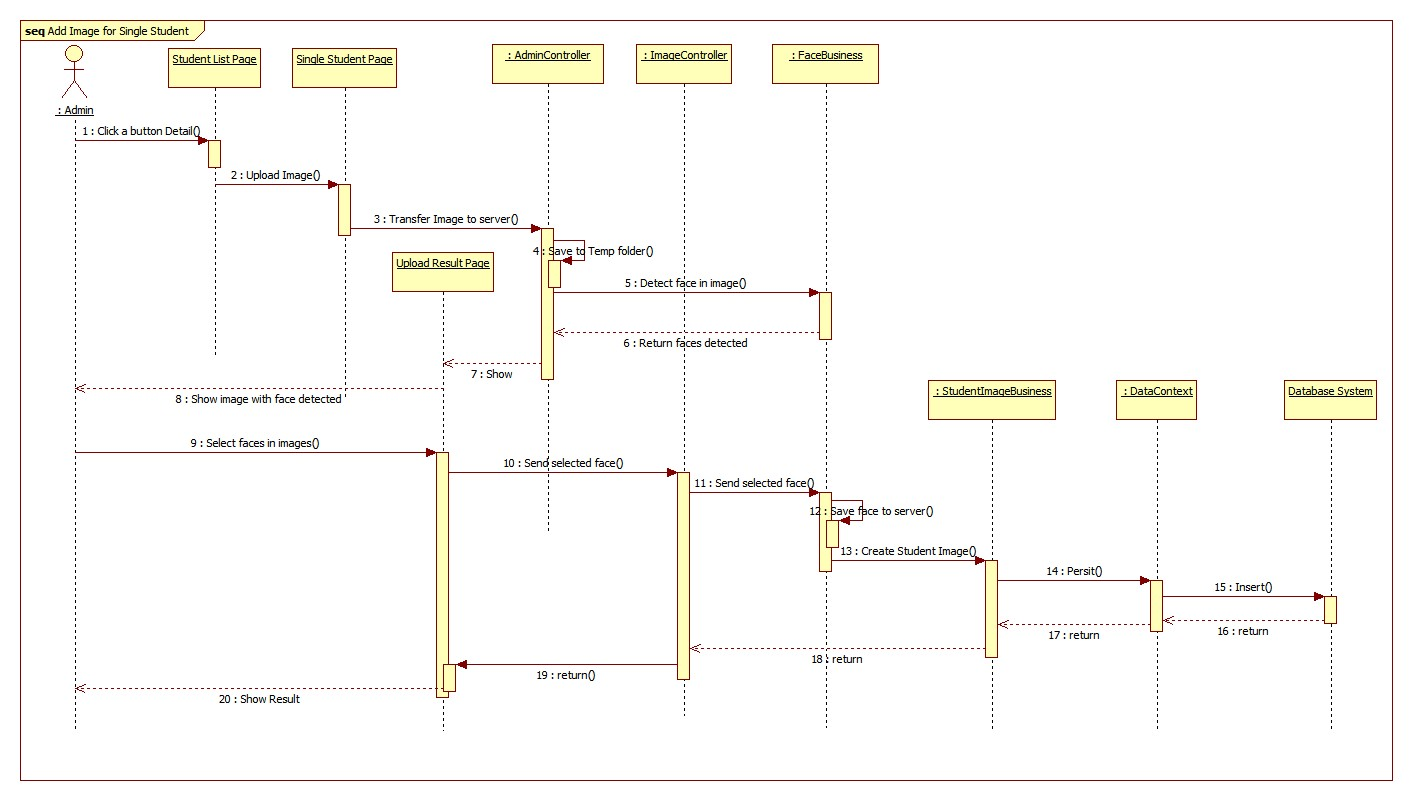 seq Add Image for Single Student
: AdminController
: ImageController
: FaceBusiness
Student List Page
Single Student Page
: Admin
1 : Click a button Detail()
2 : Upload Image()
3 : Transfer Image to server()
4 : Save to Temp folder()
Upload Result Page
5 : Detect face in image()
6 : Return faces detected
7 : Show
8 : Show image with face detected
: StudentImageBusiness
: DataContext
Database System
9 : Select faces in images()
10 : Send selected face()
11 : Send selected face()
12 : Save face to server()
13 : Create Student Image()
14 : Persit()
15 : Insert()
16 : return
17 : return
18 : return
19 : return()
20 : Show Result